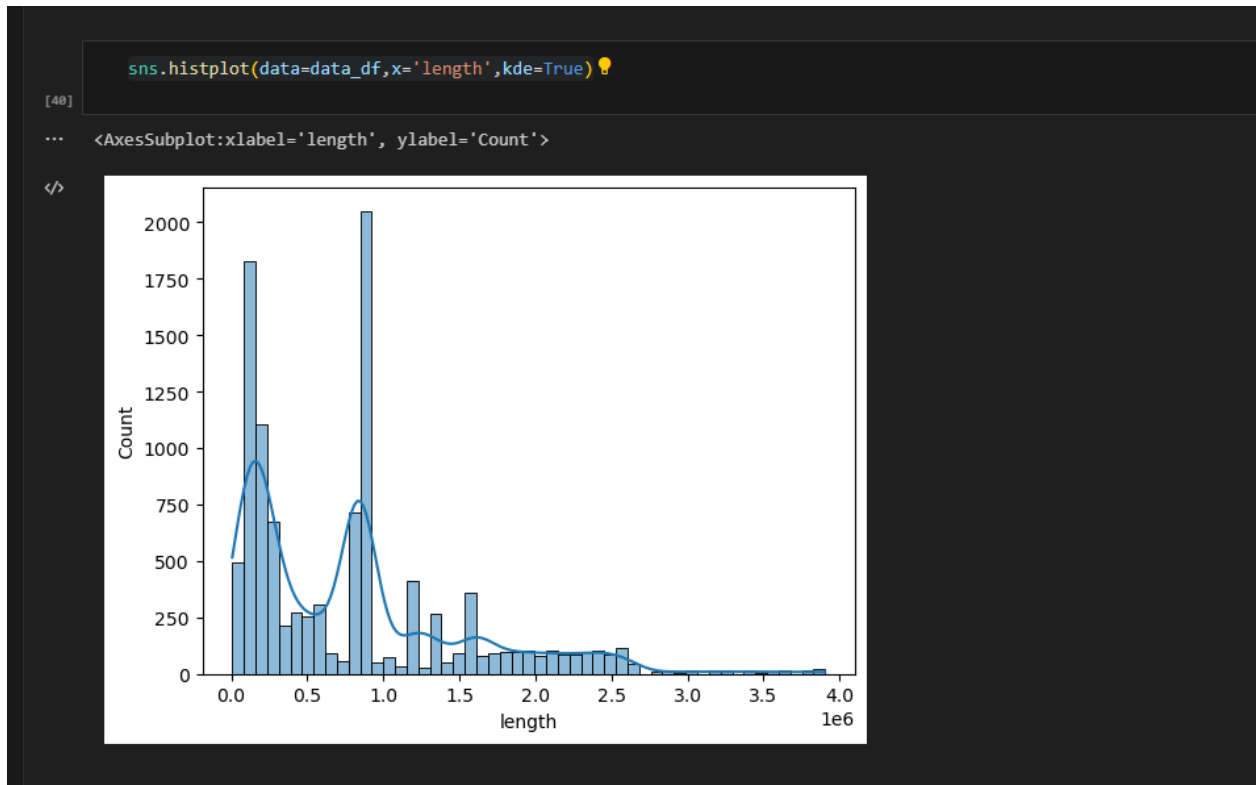 sns.histplot(data=data_df,x='length',kde=True)
[40]
... <AxesSubplot:xlabel='length', ylabel='Count'>
</>
2000
1750
1500
1250
1000
750
500
250
0
Count
0.0 0.5 1.0 1.5 2.0 2.5 3.0 3.5 4.0
1e6
length